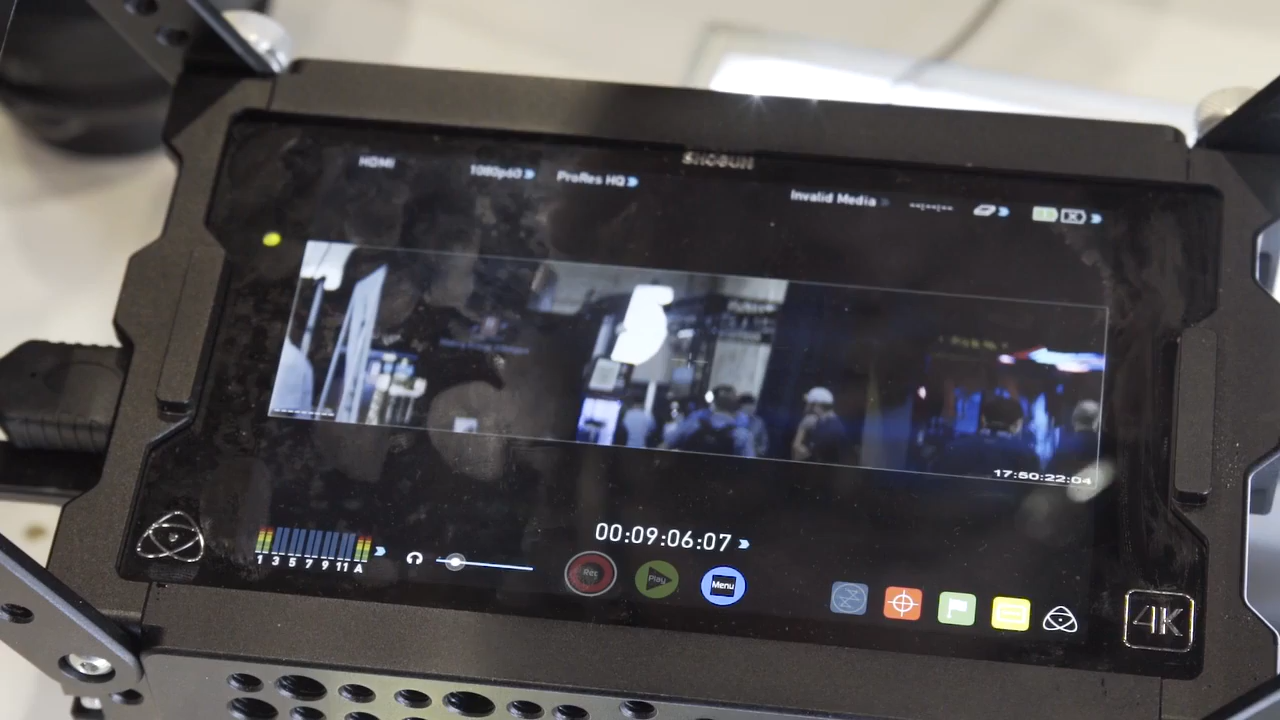 SHOGUN
HDMI 1080p60 ProRes HQ Invalid Media --:--:--
17:50:22:04
00:09:06:07
1 3 5 7 9 11 A
Rec Play Menu
4K